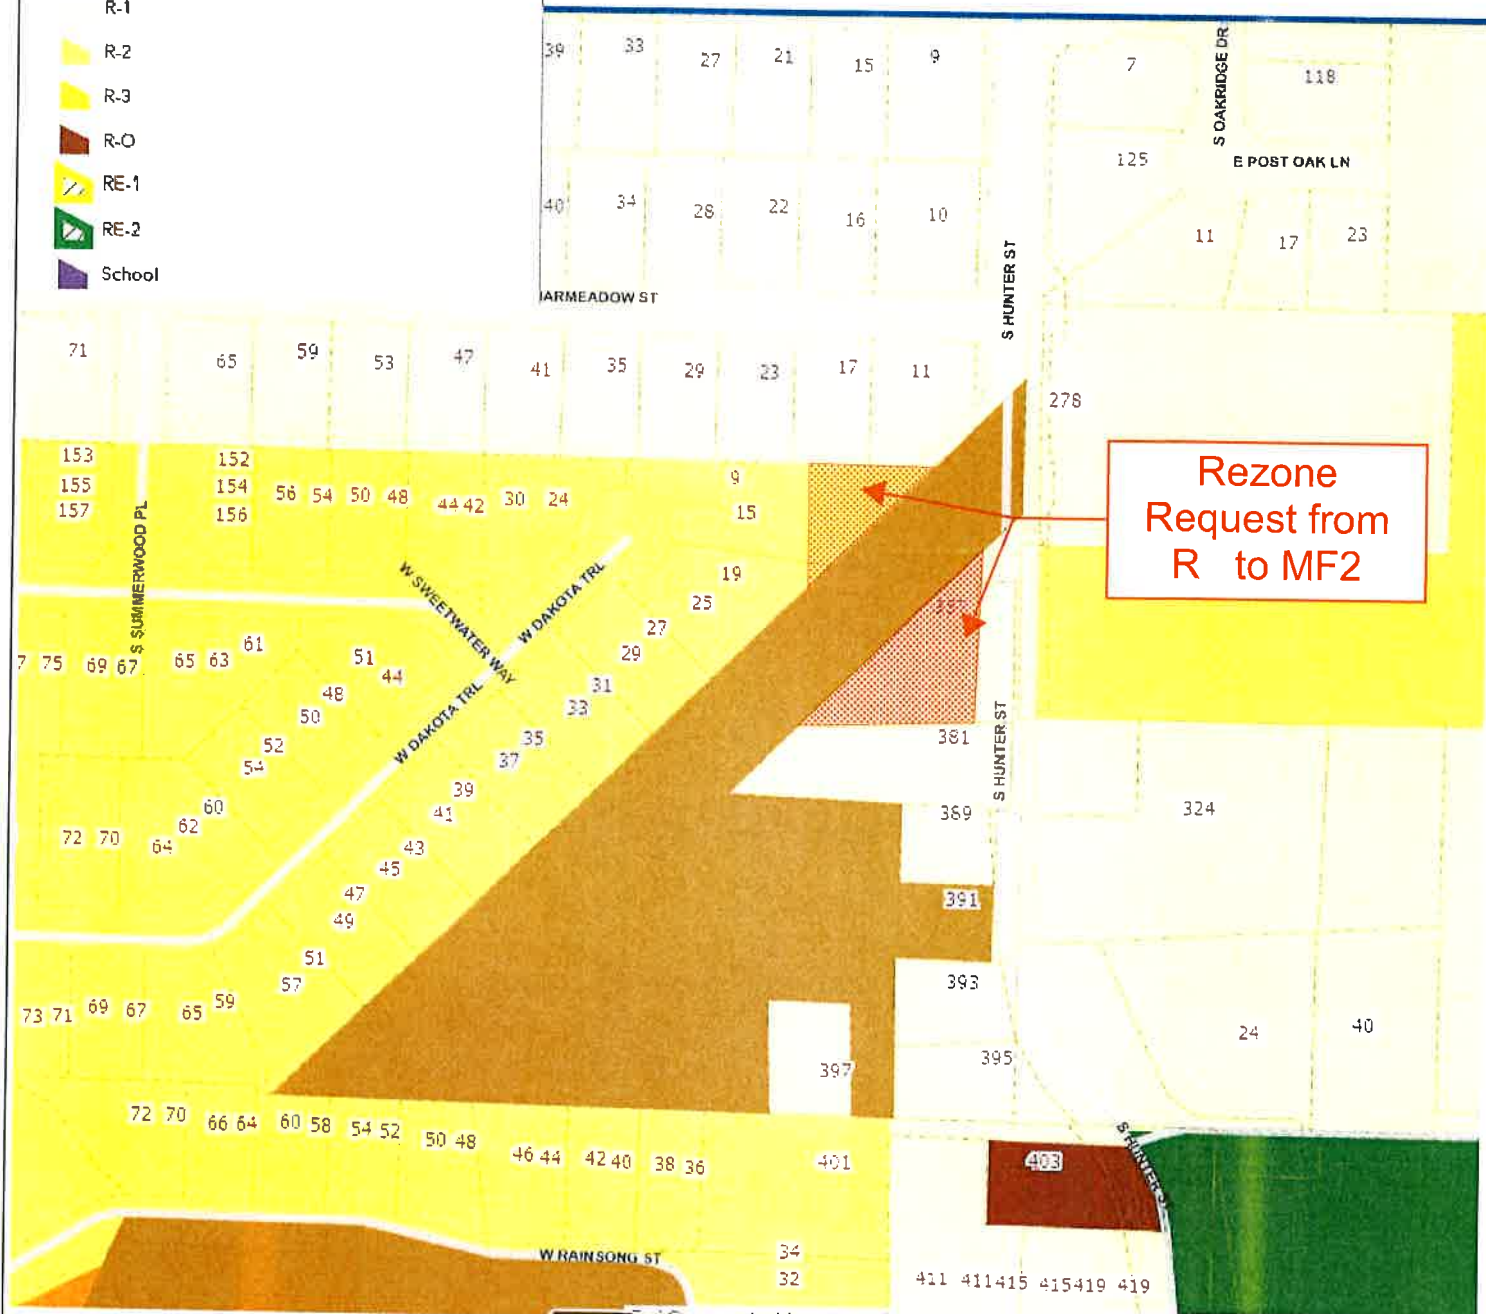 R-1
R-2
R-3
R-O
RE-1
RE-2
School
39 33 27 21 15 9
7
118
S OAKRIDGE DR
125
E POST OAK LN
40 34 28 22 16 10
11 17 23
S HUNTER ST
ARMEADOW ST
71 65 59 53 47 41 35 29 23 17 11
278
Rezone
Request from
R to MF2
153 152
155 154
157 156
56 54 50 48 44 42 30 24
9
15
S SUMMERWOOD PL
W SWEETWATER WAY
W DAKOTA TRL
19
25
27
29
31
33
35
37
39
41
43
45
47
49
51
57
7 75 69 67 65 63 61
51
44
48
50
52
54
60
62
64
72 70
W DAKOTA TRL
381
S HUNTER ST
389
324
391
393
395
397
24
40
73 71 69 67 65 59
72 70 66 64 60 58 54 52 50 48 46 44 42 40 38 36
401
403
S HUNTER ST
W RAINSONG ST
34
32
411 411 415 415 419 419